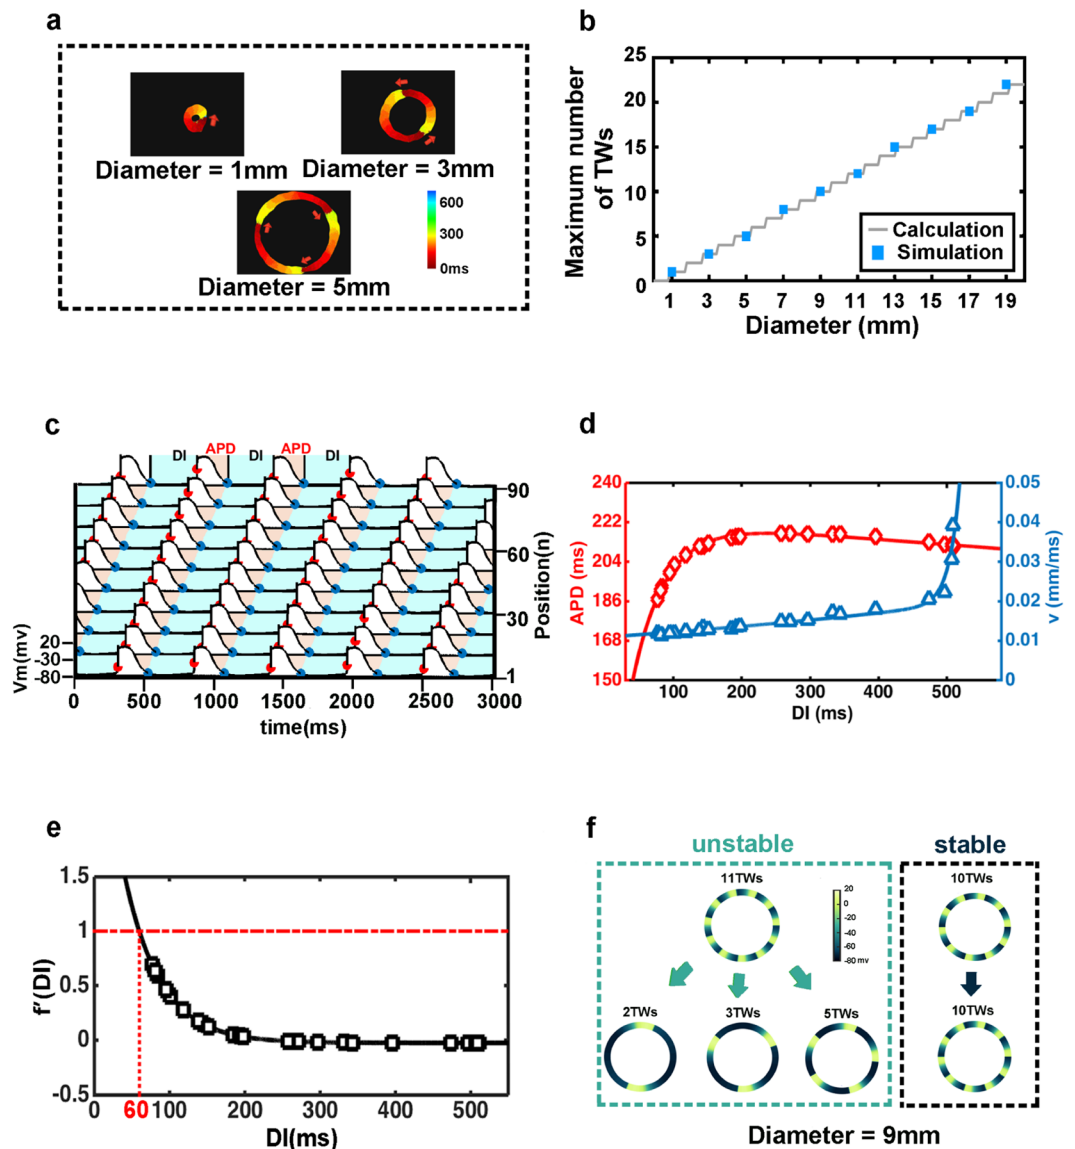 a
Diameter = 1mm
Diameter = 3mm
600
300
0ms
Diameter = 5mm
b
Maximum number
of TWs
25
20
15
10
5
0
Calculation
Simulation
1 3 5 7 9 11 13 15 17 19
Diameter (mm)
c
DI APD DI APD DI
90
60
30
1
Position(n)
Vm(mv)
20
-30
-80
0 500 1000 1500 2000 2500 3000
time(ms)
d
APD (ms)
240
222
204
186
168
150
0.05
0.04
0.03
0.02
0.01
0
v (mm/ms)
100 200 300 400 500
DI (ms)
e
f′(DI)
1.5
1
0.5
0
-0.5
0 60 100 200 300 400 500
DI(ms)
f
unstable
stable
11TWs
20
0
-40
-60
-80 mv
10TWs
2TWs
3TWs
5TWs
10TWs
Diameter = 9mm